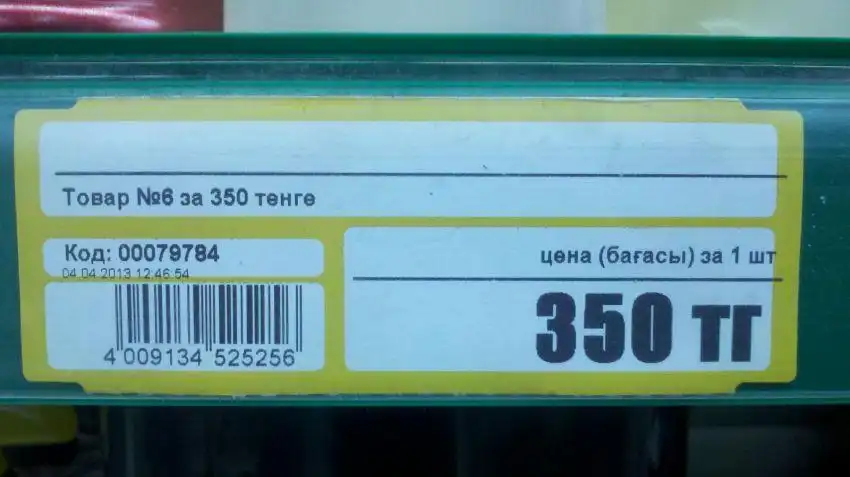 Товар №6 за 350 тенге
Код: 00079784
04.04.2013 12:46:54
4 009134 525256
цена (бағасы) за 1 шт
350 тг